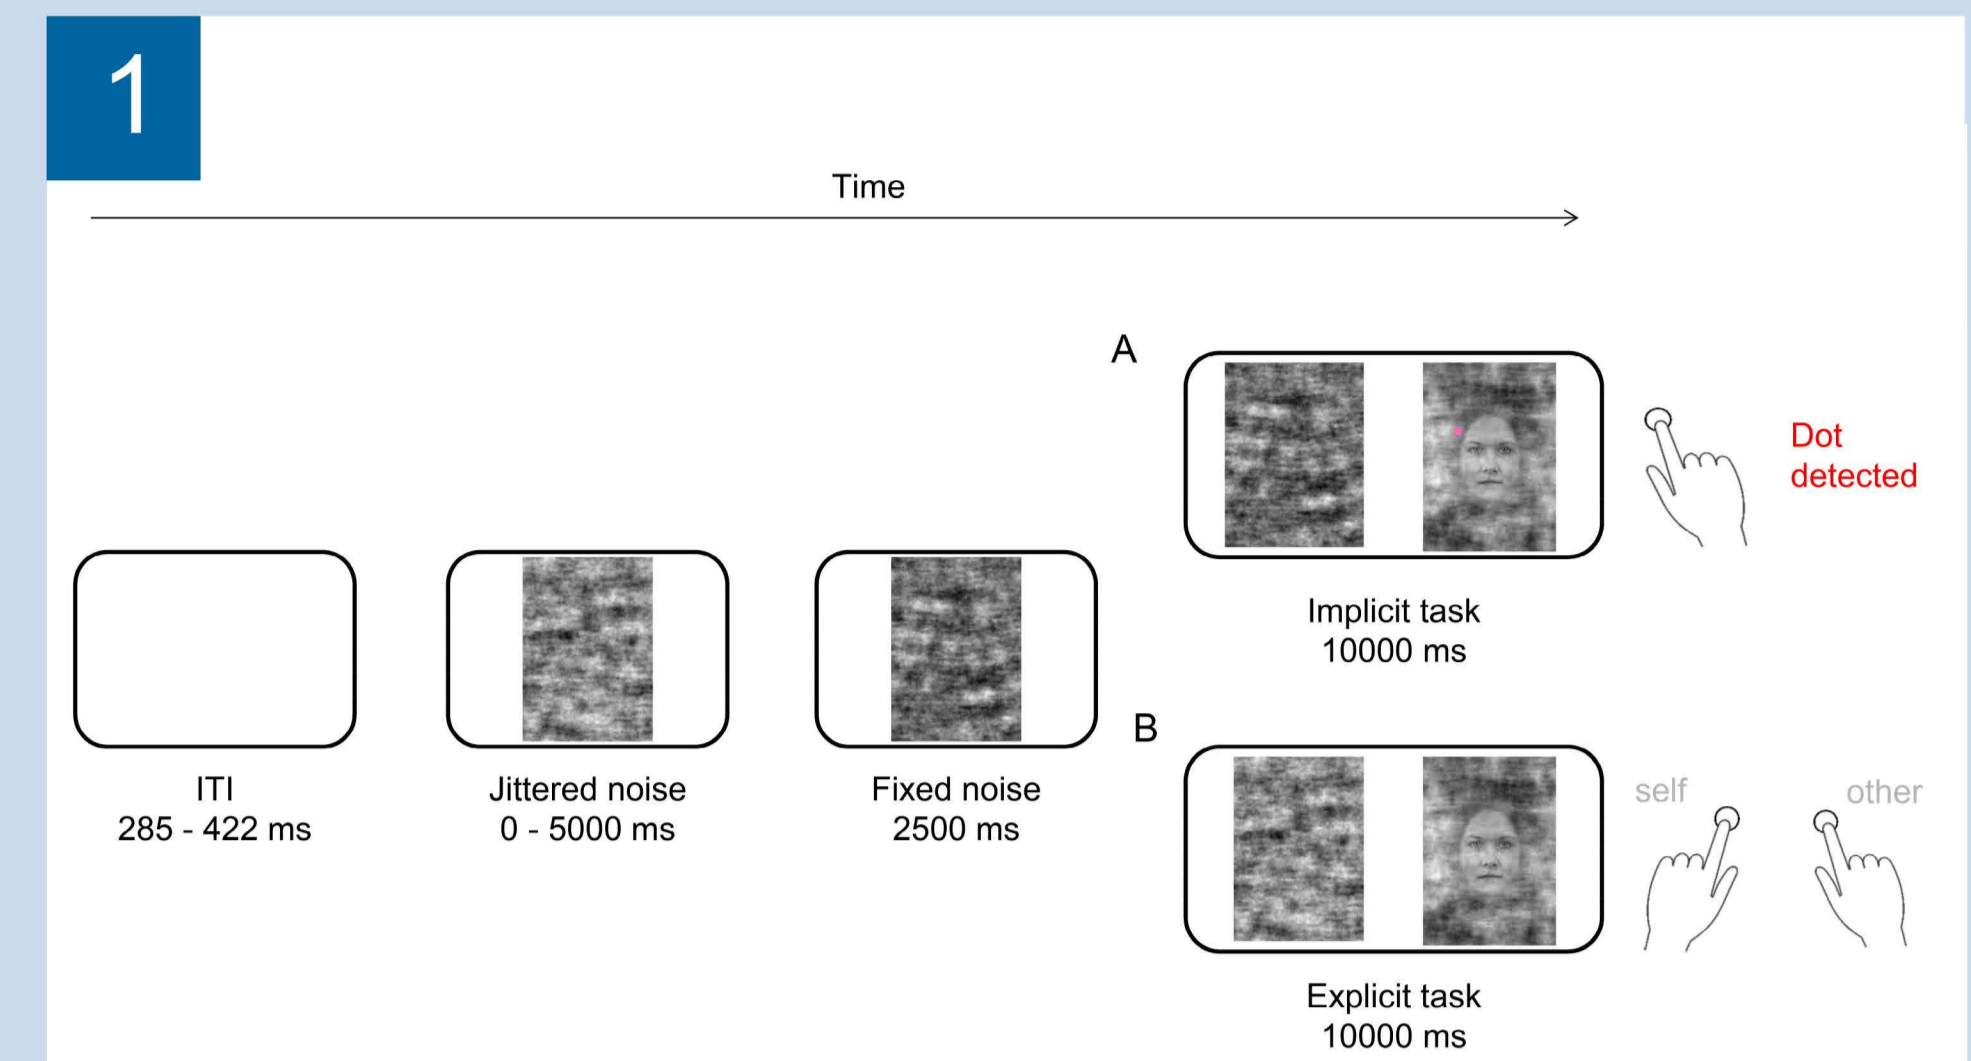 1
Time
A
Dot
detected
Implicit task
10000 ms
ITI
285 - 422 ms
Jittered noise
0 - 5000 ms
Fixed noise
2500 ms
B
self
other
Explicit task
10000 ms